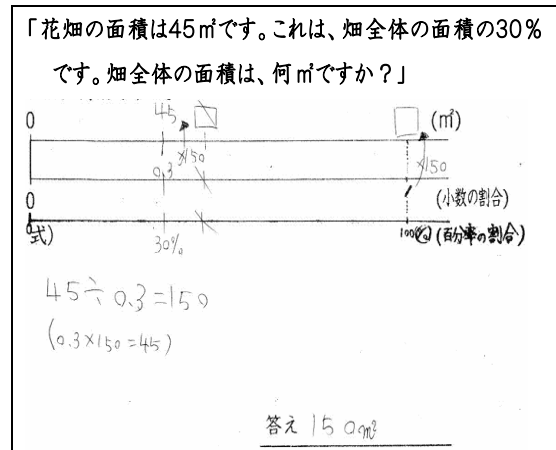 「花畑の面積は45㎡です。これは、畑全体の面積の30％
です。畑全体の面積は、何㎡ですか？」
0 45 □ □ (㎡)
×150 ×150
0.3
0 1 (小数の割合)
0 30% 100(%) (百分率の割合)
式)
45÷0.3=150
(0.3×150=45)
答え 150㎡